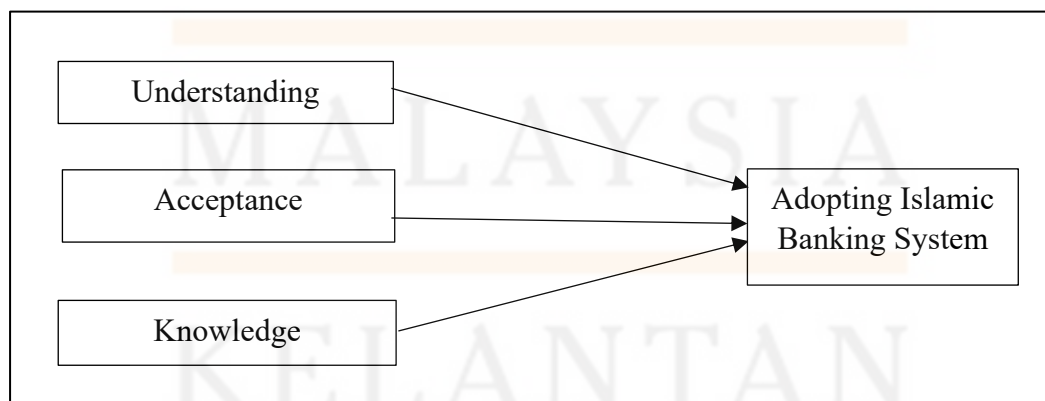 Understanding
MALAYSIA
Acceptance
Adopting Islamic
Banking System
Knowledge
KELANTAN